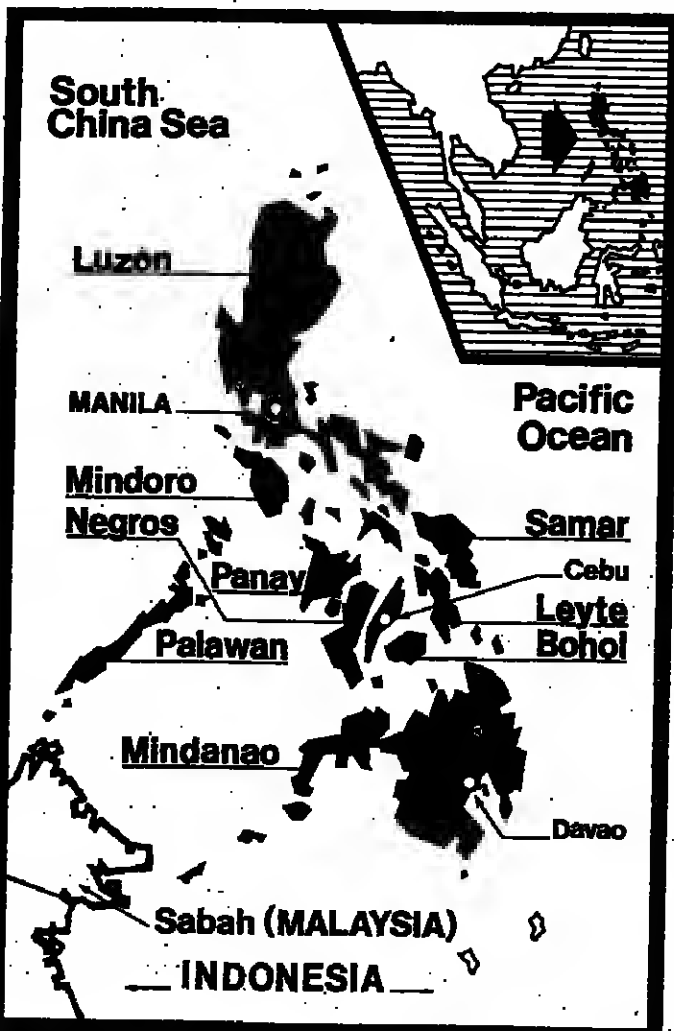 South
China Sea
Luzón
MANILA
Pacific
Ocean
Mindoro
Negros
Samar
Panay
Cebu
Leyte
Palawan
Bohol
Mindanao
Davao
Sabah (MALAYSIA)
INDONESIA